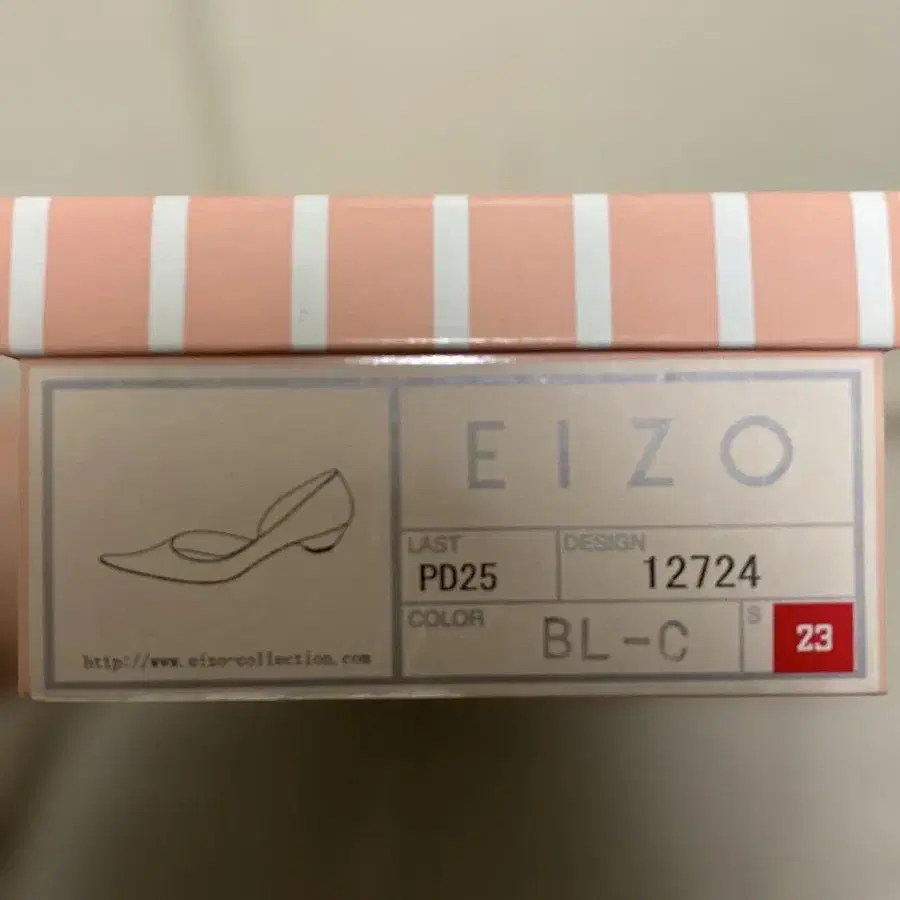 EIZO
LAST
PD25
DESIGN
12724
COLOR
BL-C
S
23
http://www.eizo-collection.com